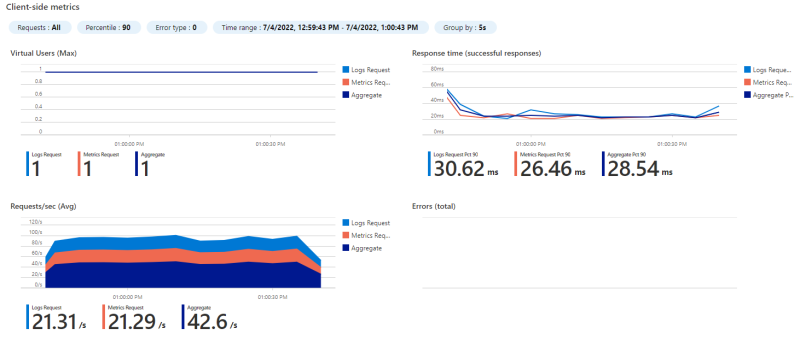 Client-side metrics
Requests : All
Percentile : 90
Error type : 0
Time range : 7/4/2022, 12:59:43 PM - 7/4/2022, 1:00:43 PM
Group by : 5s
Virtual Users (Max)
1
0.8
0.6
0.4
0.2
0
01:00:00 PM
01:00:30 PM
Logs Request
Metrics Req...
Aggregate
Logs Request
1
Metrics Request
1
Aggregate
1
Response time (successful responses)
80ms
60ms
40ms
20ms
0ms
01:00:00 PM
01:00:30 PM
Logs Reque...
Metrics Req...
Aggregate P...
Logs Request Pct 90
30.62 ms
Metrics Request Pct 90
26.46 ms
Aggregate Pct 90
28.54 ms
Requests/sec (Avg)
120/s
100/s
80/s
60/s
40/s
20/s
0/s
01:00:00 PM
01:00:30 PM
Logs Request
Metrics Req...
Aggregate
Logs Request
21.31 /s
Metrics Request
21.29 /s
Aggregate
42.6 /s
Errors (total)